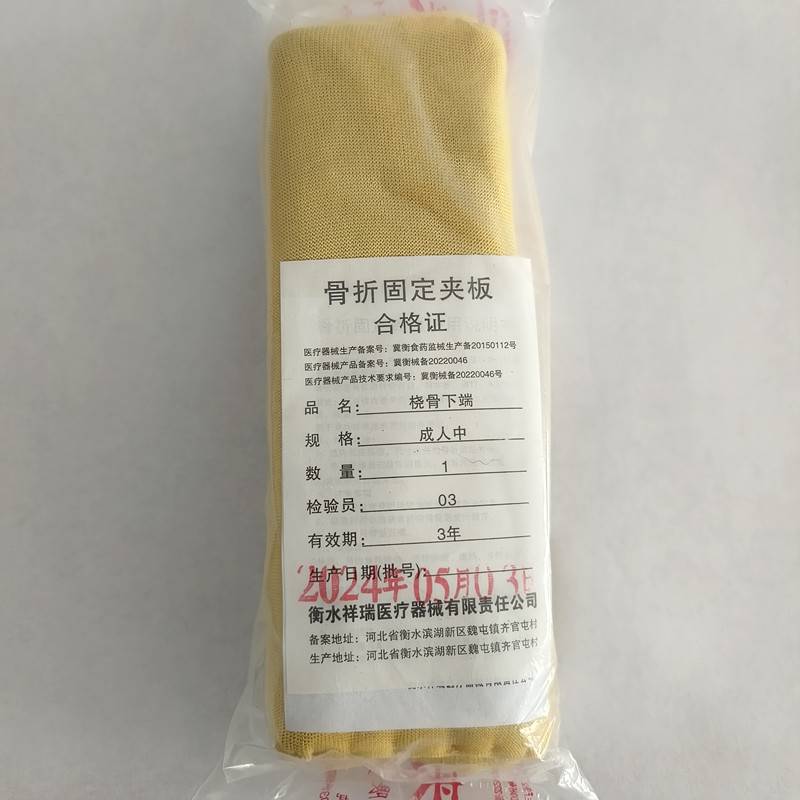 骨折固定夹板
合格证
医疗器械生产备案号：冀衡食药监械生产备20150112号
医疗器械产品备案号：冀衡械备20220046
医疗器械产品技术要求编号：冀衡械备20220046号
品 名：桡骨下端
规 格：成人中
数 量：1
检验员：03
有效期：3年
生产日期(批号)：
2024年05月03日
衡水祥瑞医疗器械有限责任公司
备案地址：河北省衡水滨湖新区魏屯镇齐官屯村
生产地址：河北省衡水滨湖新区魏屯镇齐官屯村